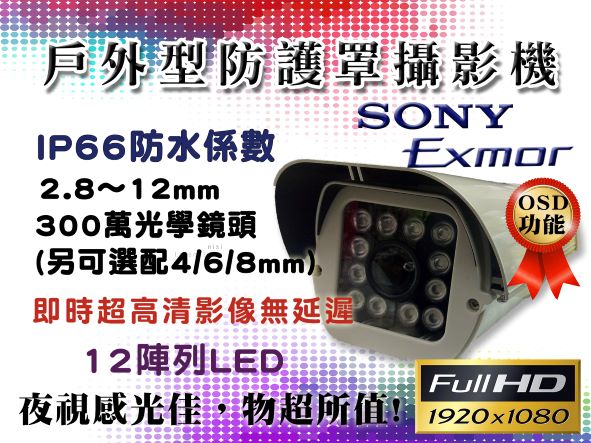 戶外型防護罩攝影機
SONY
Exmor
IP66防水係數
2.8～12mm
300萬光學鏡頭
(另可選配4/6/8mm)
OSD
功能
即時超高清影像無延遲
12陣列LED
Full HD
1920x1080
夜視感光佳，物超所值!